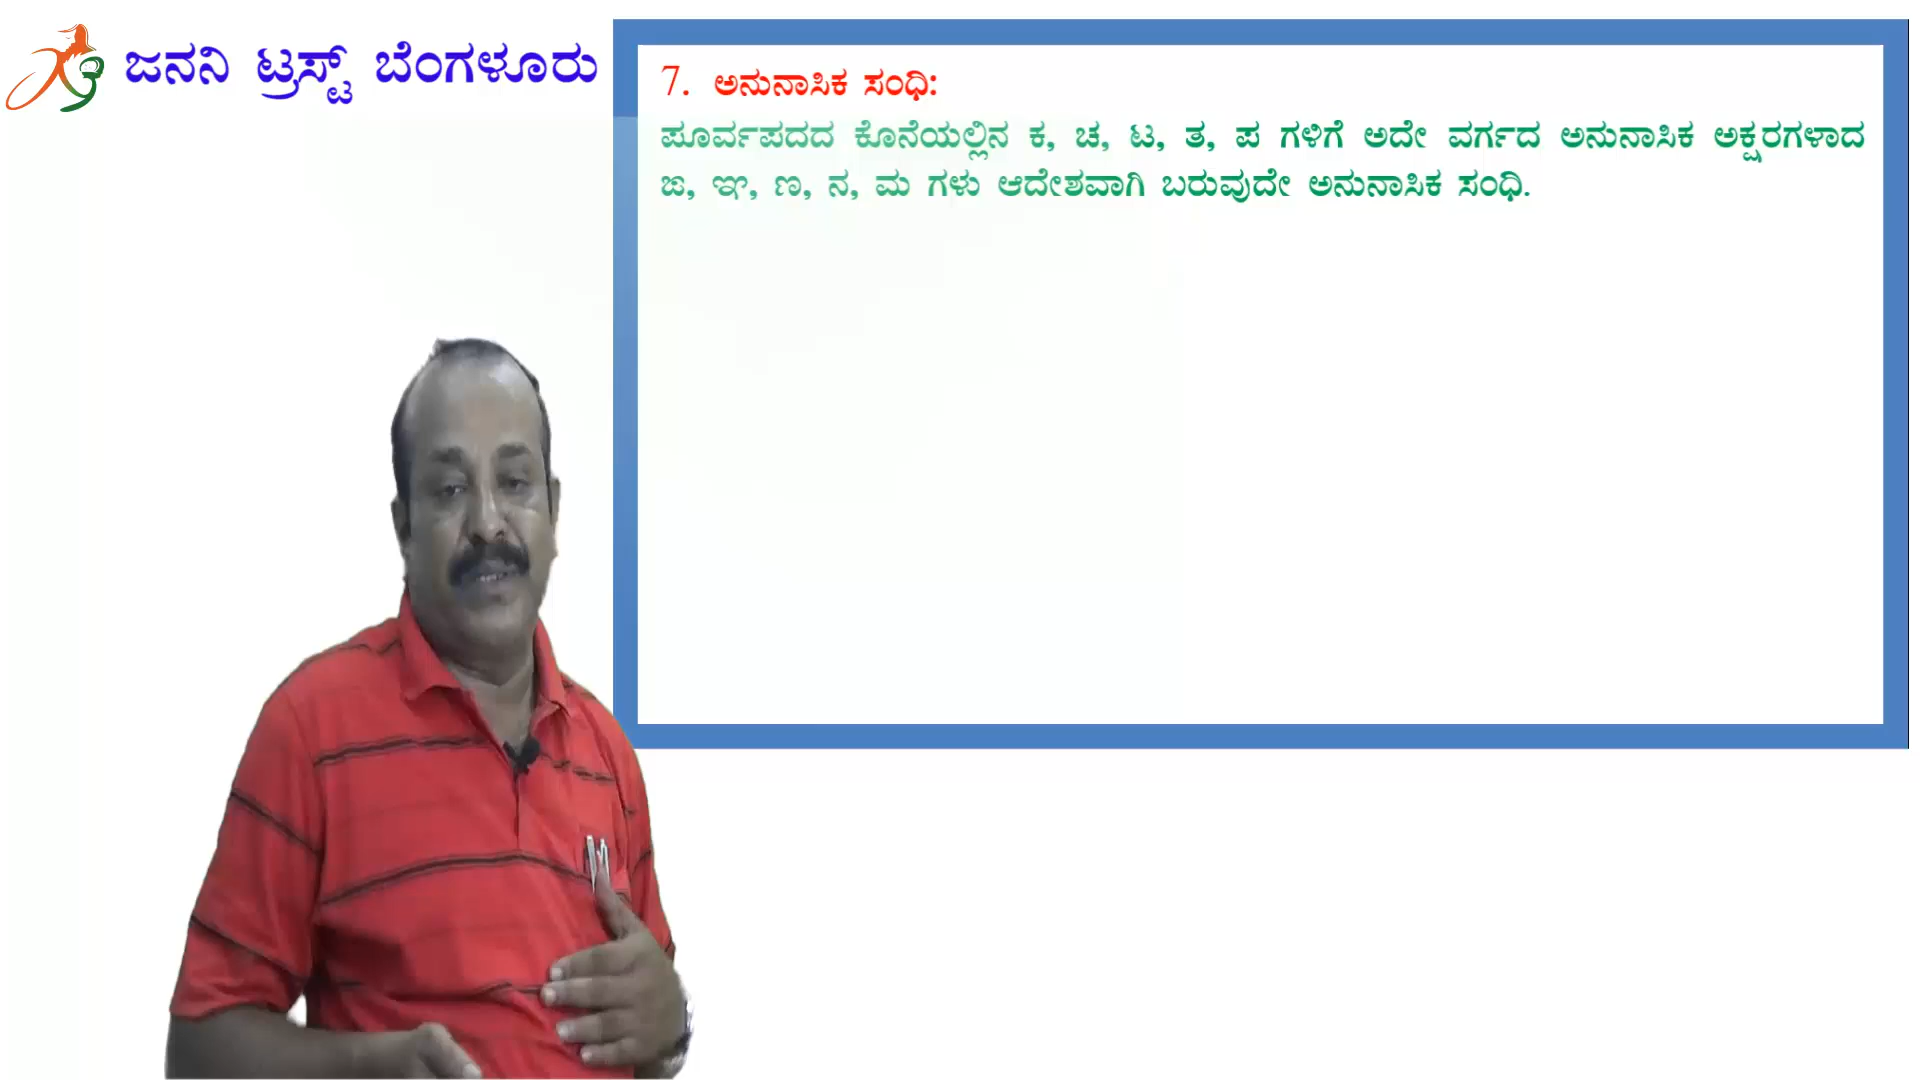 ಜನನಿ ಟ್ರಸ್ಟ್ ಬೆಂಗಳೂರು
7. ಅನುನಾಸಿಕ ಸಂಧಿ:
ಪೂರ್ವಪದದ ಕೊನೆಯಲ್ಲಿನ ಕ, ಚ, ಟ, ತ, ಪ ಗಳಿಗೆ ಅದೇ ವರ್ಗದ ಅನುನಾಸಿಕ ಅಕ್ಷರಗಳಾದ
ಙ, ಞ, ಣ, ನ, ಮ ಗಳು ಆದೇಶವಾಗಿ ಬರುವುದೇ ಅನುನಾಸಿಕ ಸಂಧಿ.